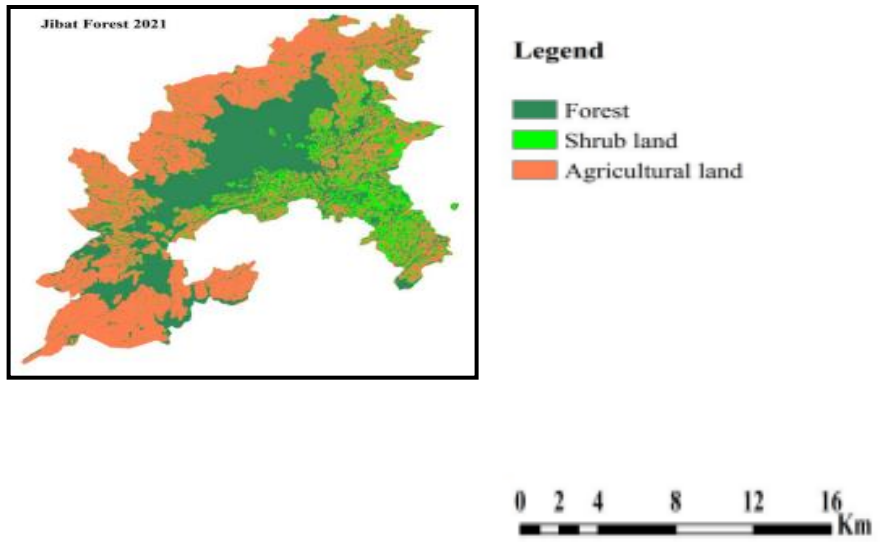 Jibat Forest 2021
Legend
Forest
Shrub land
Agricultural land
0 2 4 8 12 16
Km